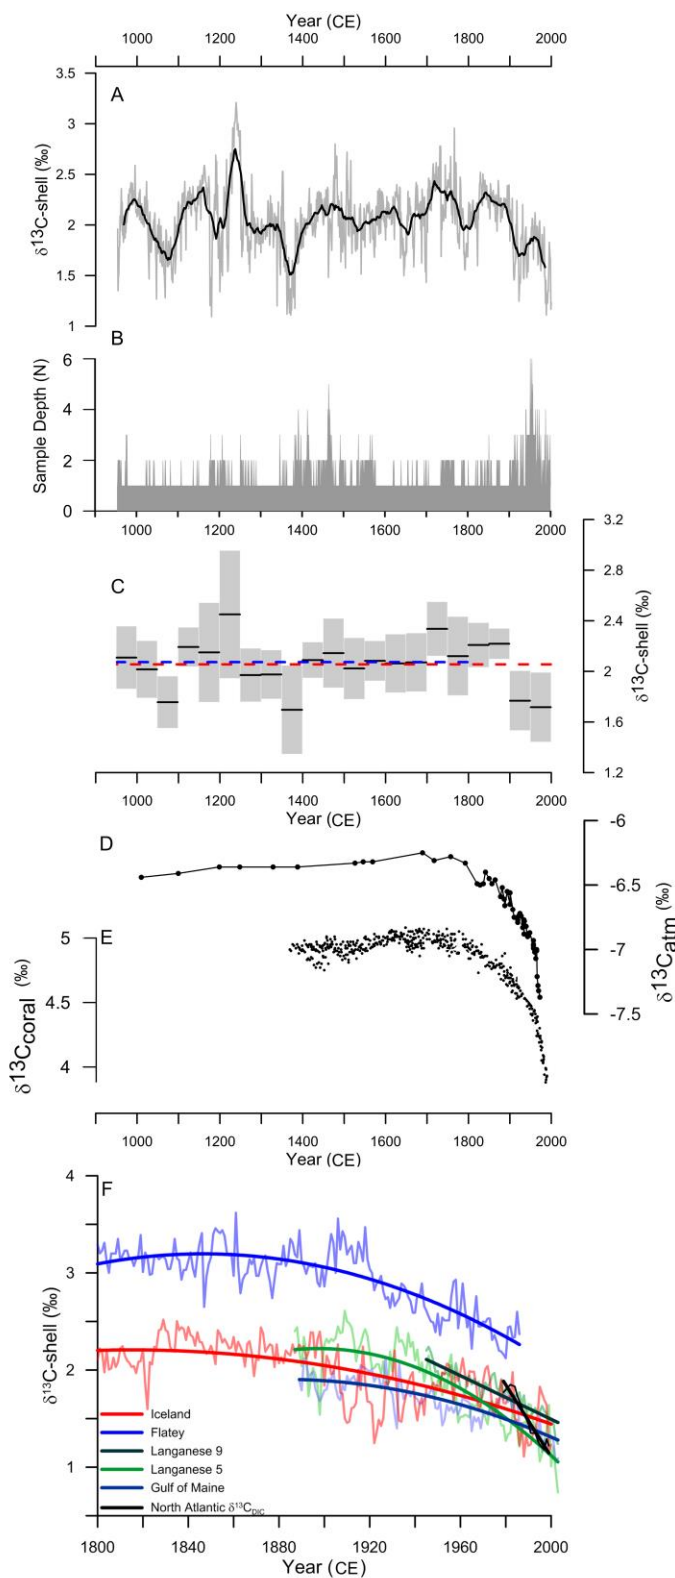 Year (CE)
1000 1200 1400 1600 1800 2000
A
3.5
3
2.5
2
1.5
1
δ13C-shell (‰)
B
6
4
2
0
Sample Depth (N)
1000 1200 1400 1600 1800 2000
C
3.2
2.8
2.4
2
1.6
1.2
δ13C-shell (‰)
1000 1200 1400 1600 1800 2000
Year (CE)
D
-6
-6.5
-7
-7.5
δ13Catm (‰)
E
5
4.5
4
δ13Ccoral (‰)
1000 1200 1400 1600 1800 2000
Year (CE)
F
4
3
2
1
δ13C-shell (‰)
Iceland
Flatey
Langanese 9
Langanese 5
Gulf of Maine
North Atlantic δ13CDIC
1800 1840 1880 1920 1960 2000
Year (CE)